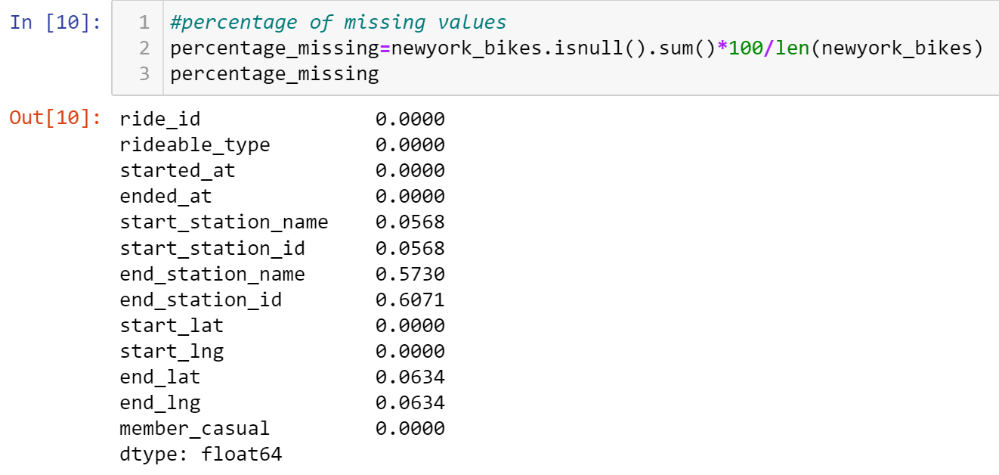 In [10]:
1 #percentage of missing values
2 percentage_missing=newyork_bikes.isnull().sum()*100/len(newyork_bikes)
3 percentage_missing
Out[10]:
ride_id 0.0000
rideable_type 0.0000
started_at 0.0000
ended_at 0.0000
start_station_name 0.0568
start_station_id 0.0568
end_station_name 0.5730
end_station_id 0.6071
start_lat 0.0000
start_lng 0.0000
end_lat 0.0634
end_lng 0.0634
member_casual 0.0000
dtype: float64